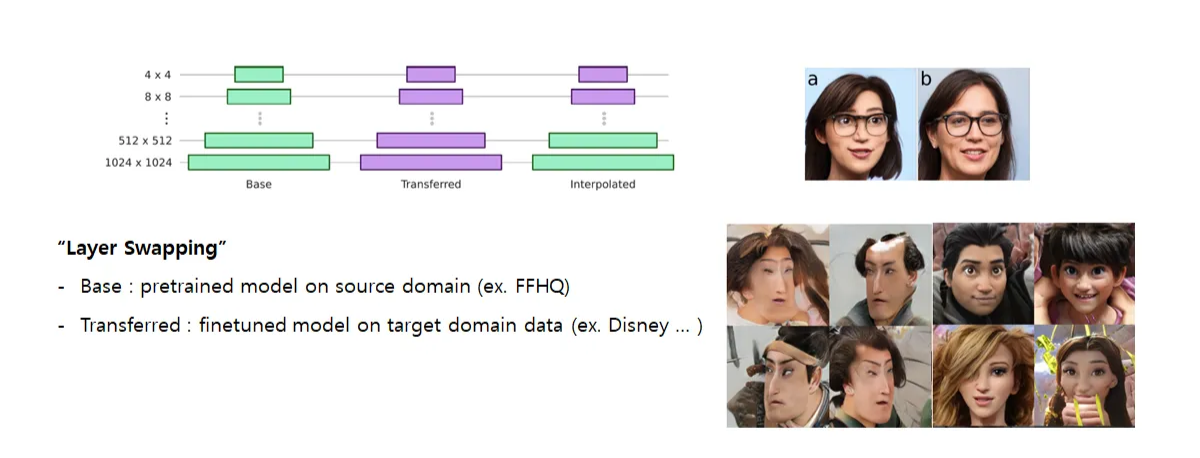 4 x 4
8 x 8
512 x 512
1024 x 1024
Base
Transferred
Interpolated
a
b
“Layer Swapping”
- Base : pretrained model on source domain (ex. FFHQ)
- Transferred : finetuned model on target domain data (ex. Disney ... )